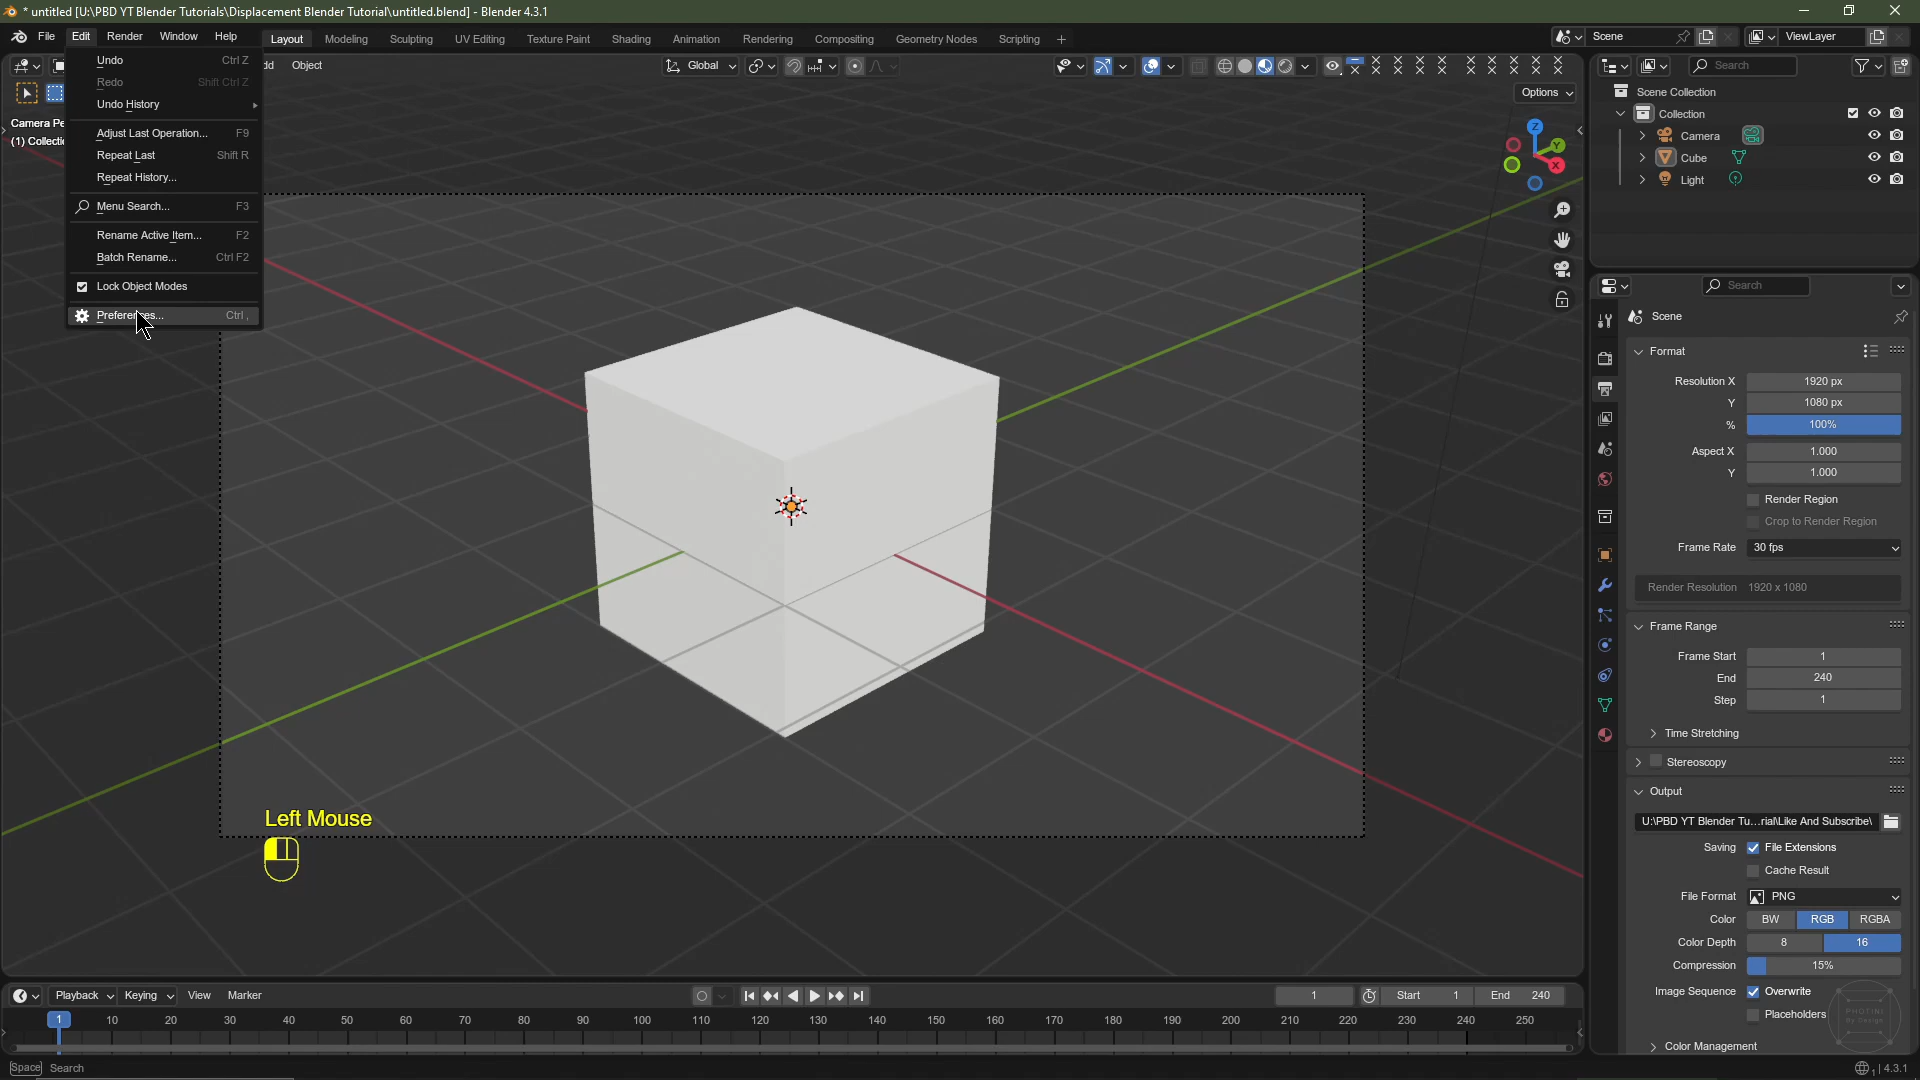 * untitled [U:\PBD YT Blender Tutorials\Displacement Blender Tutorial\untitled.blend] - Blender 4.3.1
File Edit Render Window Help Layout Modeling Sculpting UV Editing Texture Paint Shading Animation Rendering Compositing Geometry Nodes Scripting + Scene ViewLayer
dd Object Global Search
Options
Undo Ctrl Z
Redo Shift Ctrl Z
Undo History
Adjust Last Operation... F9
Repeat Last Shift R
Repeat History...
Menu Search... F3
Rename Active Item... F2
Batch Rename... Ctrl F2
Lock Object Modes
Preferences... Ctrl ,
Camera Pe
(1) Collecti
Z
Y
X
Scene Collection
Collection
Camera
Cube
Light
Search
Scene
Format
Resolution X 1920 px
Y 1080 px
% 100%
Aspect X 1.000
Y 1.000
Render Region
Crop to Render Region
Frame Rate 30 fps
Render Resolution 1920 x 1080
Frame Range
Frame Start 1
End 240
Step 1
Time Stretching
Stereoscopy
Output
U:\PBD YT Blender Tu...rial\Like And Subscribe\
Saving File Extensions
Cache Result
File Format PNG
Color BW RGB RGBA
Color Depth 8 16
Compression 15%
Image Sequence Overwrite
Placeholders
Color Management
PHOTINI
By Design
Left Mouse
Playback Keying View Marker 1 Start 1 End 240
1 10 20 30 40 50 60 70 80 90 100 110 120 130 140 150 160 170 180 190 200 210 220 230 240 250
Space Search 1 4.3.1